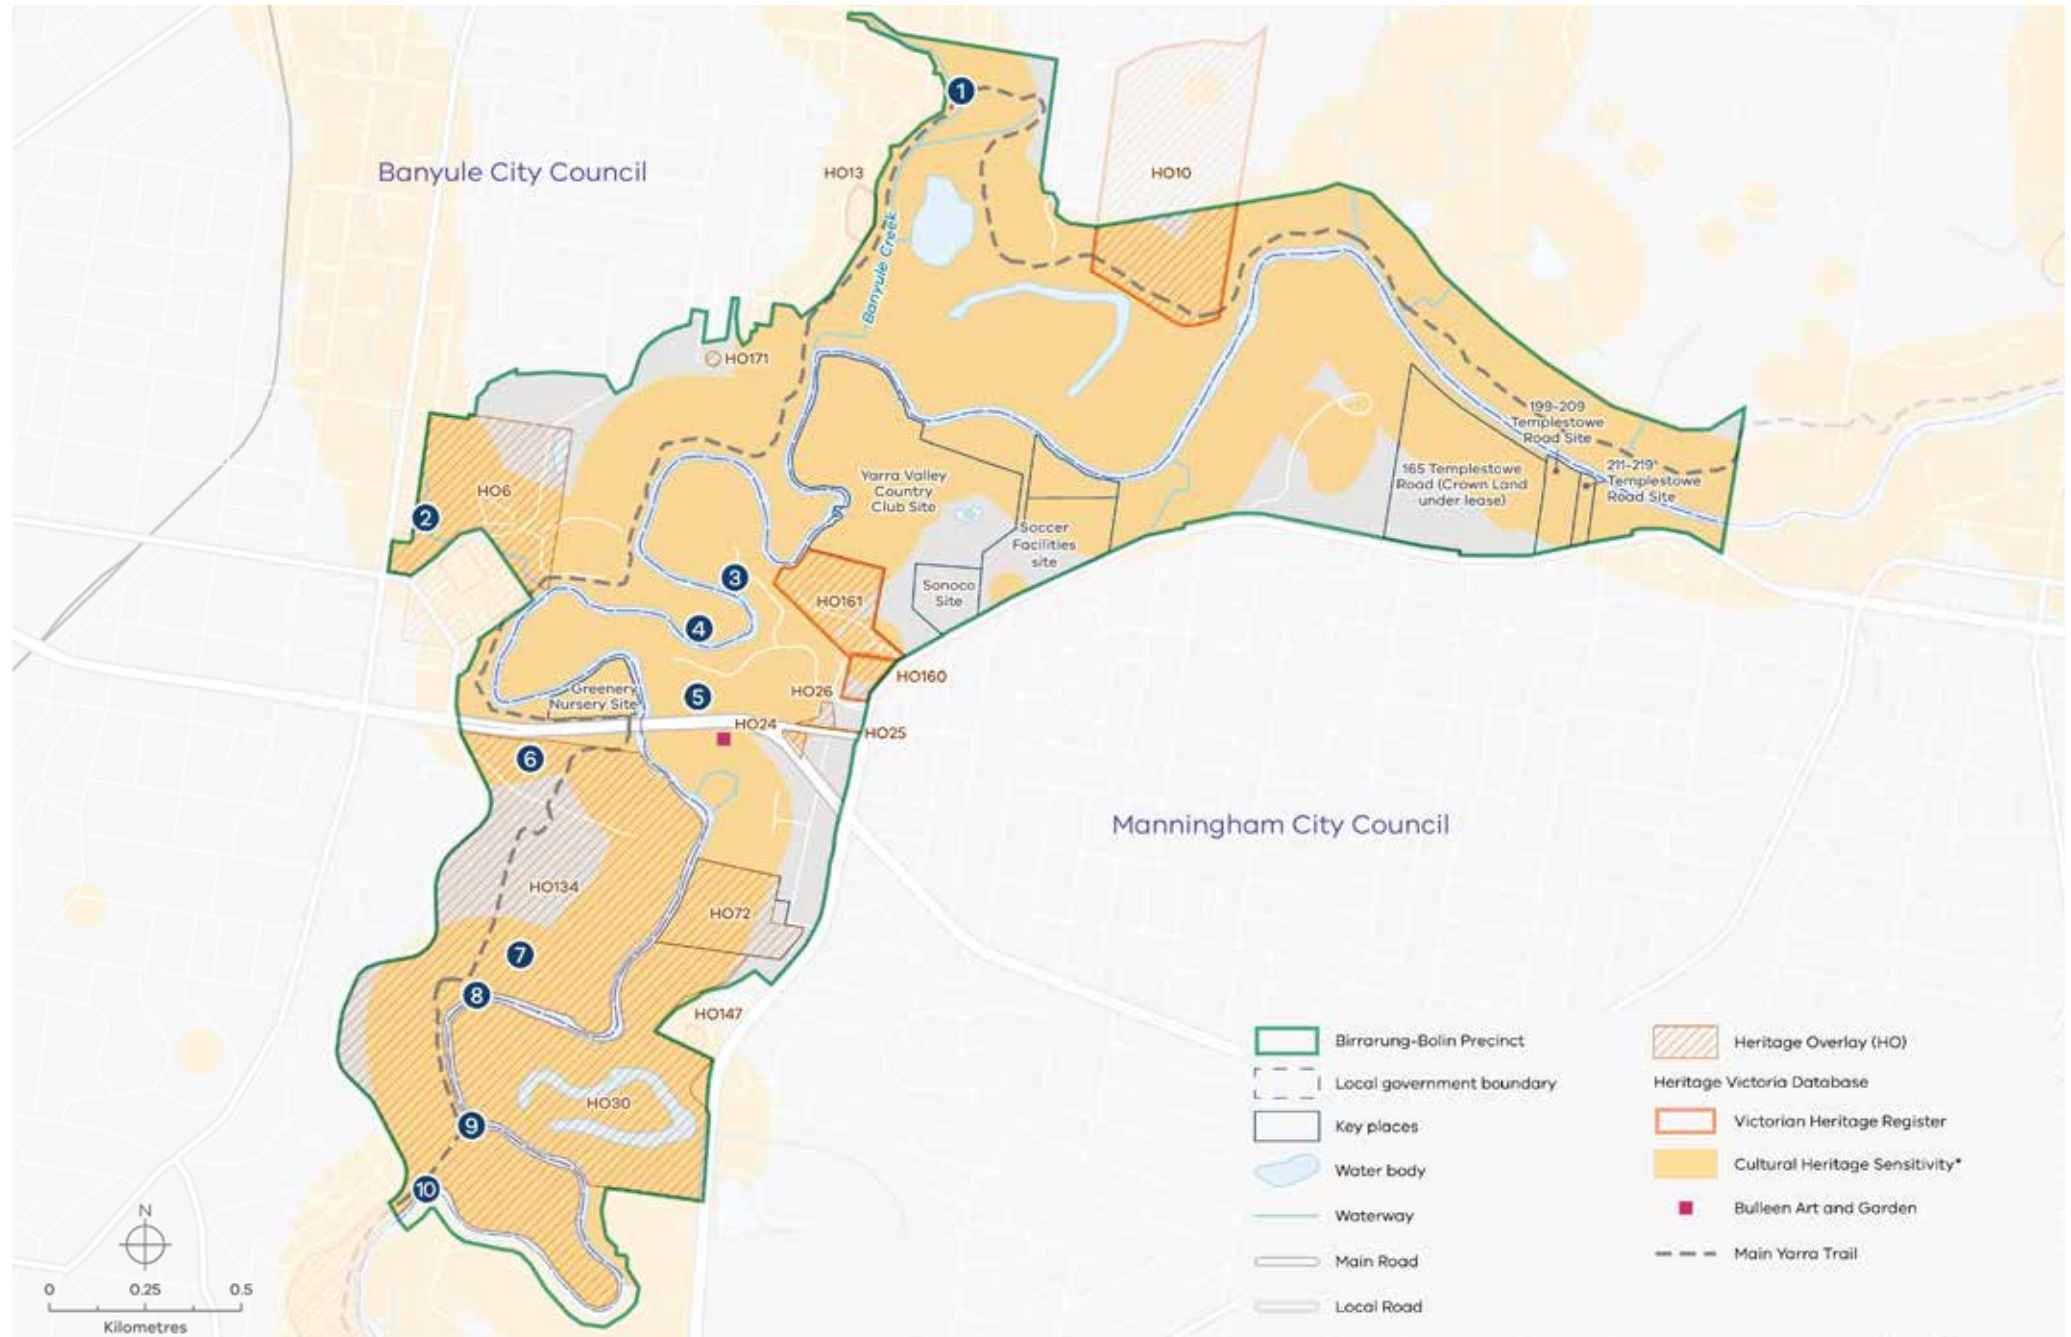 1
Banyule City Council
HO13
HO10
Banyule Creek
HO171
199-209
Templestowe
Road Site
Yarra Valley
Country
Club Site
165 Templestowe
Road (Crown Land
under lease)
211-219
Templestowe
Road Site
HO6
2
Soccer
Facilities
site
3
Sonoco
Site
HO161
4
HO160
Greenery
Nursery Site
5
HO26
HO24
HO25
6
Manningham City Council
HO134
HO72
7
8
HO147
HO30
9
10
N
0
0.25
0.5
Kilometres
Birrarung-Bolin Precinct
Local government boundary
Key places
Water body
Waterway
Main Road
Local Road
Heritage Overlay (HO)
Heritage Victoria Database
Victorian Heritage Register
Cultural Heritage Sensitivity*
Bulleen Art and Garden
Main Yarra Trail